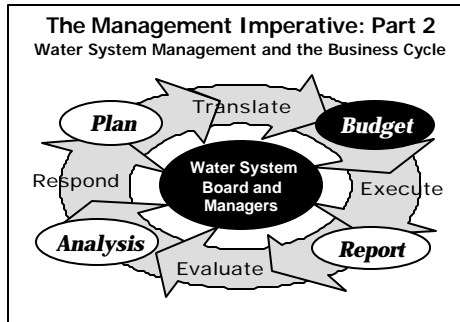 The Management Imperative: Part 2
Water System Management and the Business Cycle
Translate
Plan
Budget
Water System
Board and
Managers
Respond
Execute
Analysis
Report
Evaluate